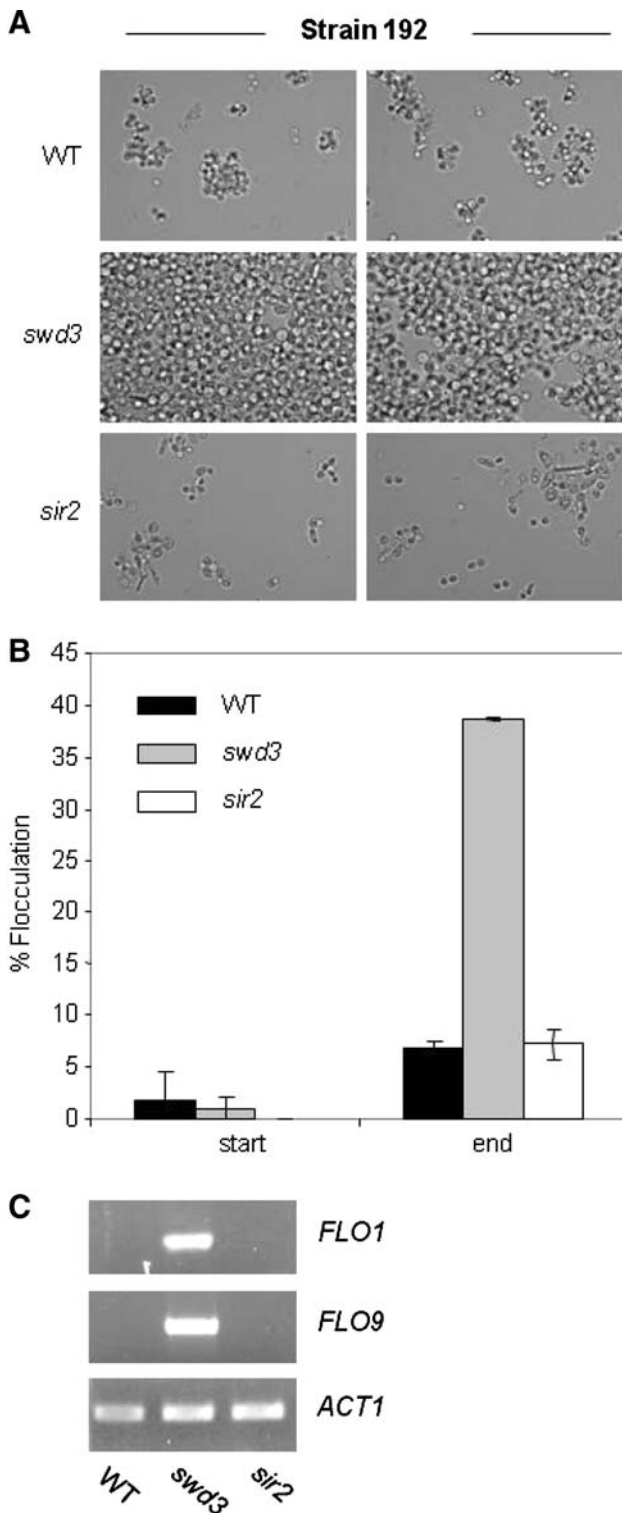 A
Strain 192
WT
swd3
sir2
B
45
40
35
30
25
20
15
10
5
0
% Flocculation
WT
swd3
sir2
start
end
C
FLO1
FLO9
ACT1
WT
swd3
sir2